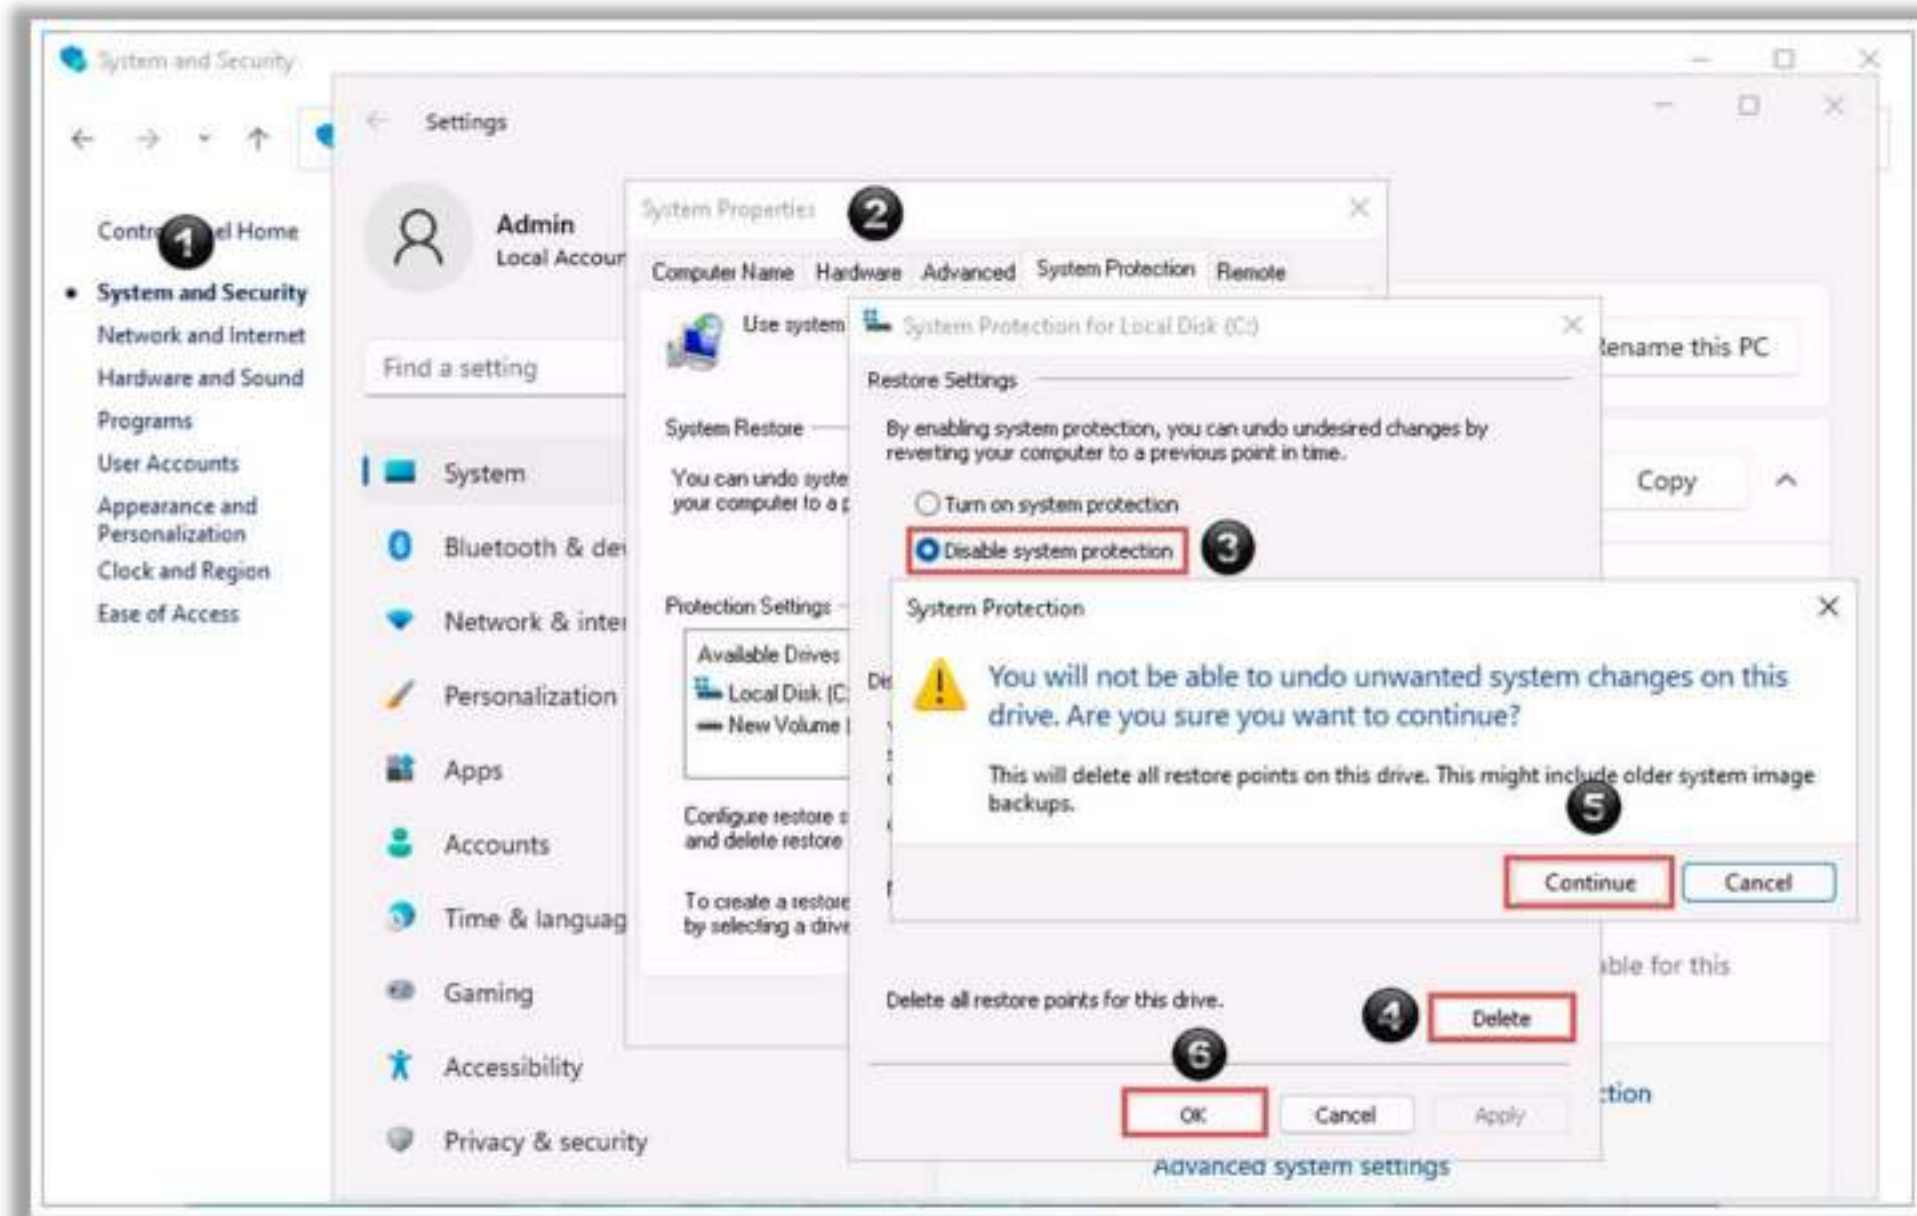 System and Security
Settings
Control Panel Home
System and Security
Network and Internet
Hardware and Sound
Programs
User Accounts
Appearance and
Personalization
Clock and Region
Ease of Access
1
Admin
Local Accour
Find a setting
System
Bluetooth & de
Network & inte
Personalization
Apps
Accounts
Time & languag
Gaming
Accessibility
Privacy & security
System Properties
2
Computer Name
Hardware
Advanced
System Protection
Remote
Use system
System Restore
You can undo syste
your computer to a p
Protection Settings
Available Drives
Local Disk (C:
New Volume
Configure restore s
and delete restore
To create a restore
by selecting a drive
System Protection for Local Disk (C:)
Restore Settings
By enabling system protection, you can undo undesired changes by
reverting your computer to a previous point in time.
Turn on system protection
Disable system protection
3
System Protection
You will not be able to undo unwanted system changes on this
drive. Are you sure you want to continue?
This will delete all restore points on this drive. This might include older system image
backups.
5
Continue
Cancel
Delete all restore points for this drive.
4
Delete
6
OK
Cancel
Apply
Rename this PC
Copy
able for this
ction
Advanced system settings